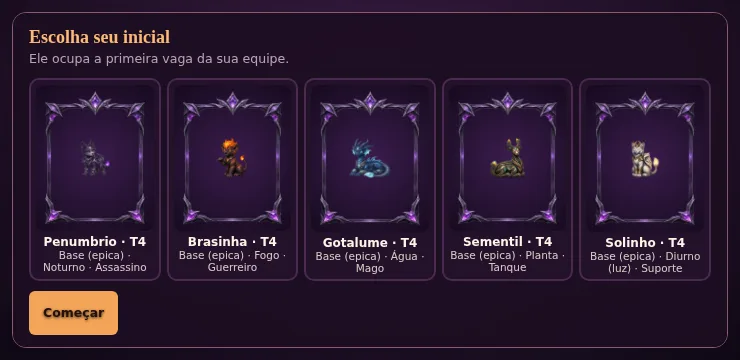 Escolha seu inicial
Ele ocupa a primeira vaga da sua equipe.
Penumbrio · T4
Base (epica) ·
Noturno · Assassino
Brasinha · T4
Base (epica) · Fogo ·
Guerreiro
Gotalume · T4
Base (epica) · Água ·
Mago
Sementil · T4
Base (epica) · Planta ·
Tanque
Solinho · T4
Base (epica) · Diurno
(luz) · Suporte
Começar